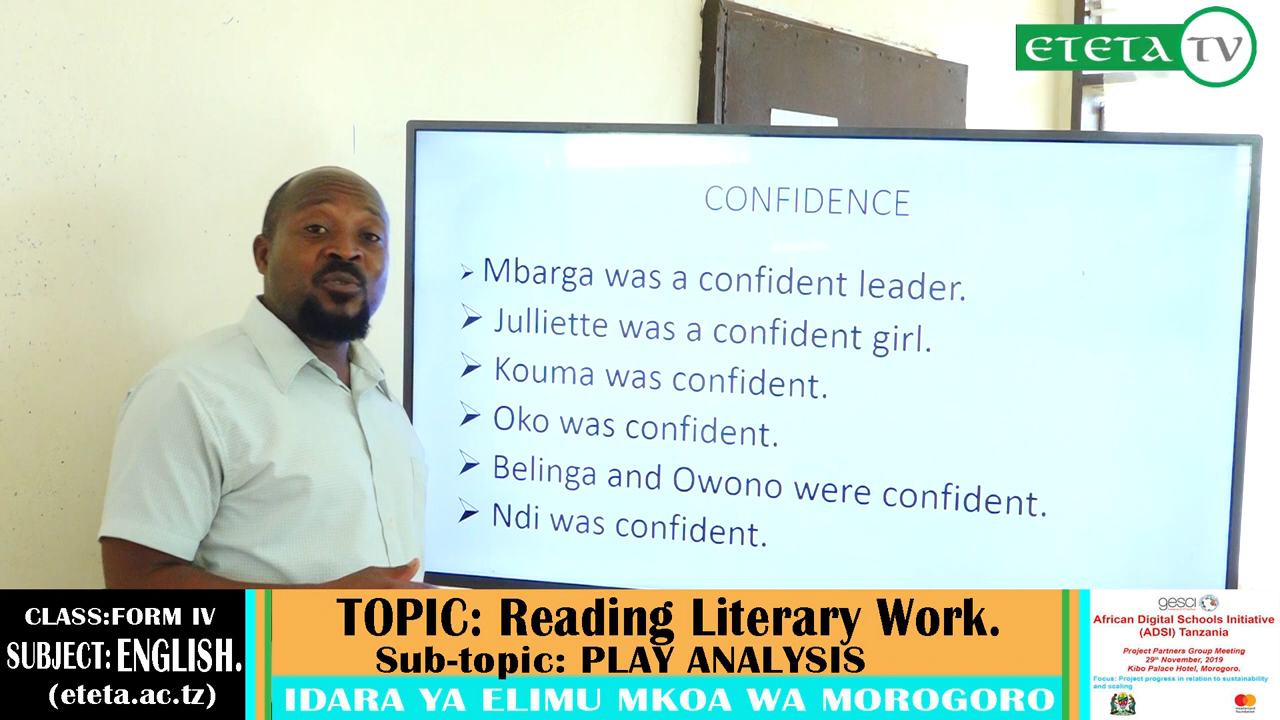 ETETA TV
CONFIDENCE
➢ Mbarga was a confident leader.
➢ Julliette was a confident girl.
➢ Kouma was confident.
➢ Oko was confident.
➢ Belinga and Owono were confident.
➢ Ndi was confident.
CLASS:FORM IV
SUBJECT: ENGLISH.
(eteta.ac.tz)
TOPIC: Reading Literary Work.
Sub-topic: PLAY ANALYSIS
IDARA YA ELIMU MKOA WA MOROGORO
gesci
African Digital Schools Initiative
(ADSI) Tanzania
Project Partners Group Meeting
29th November, 2019
Kibo Palace Hotel, Morogoro.
Focus: Project progress in relation to sustainability
and scaling
mastercard
foundation